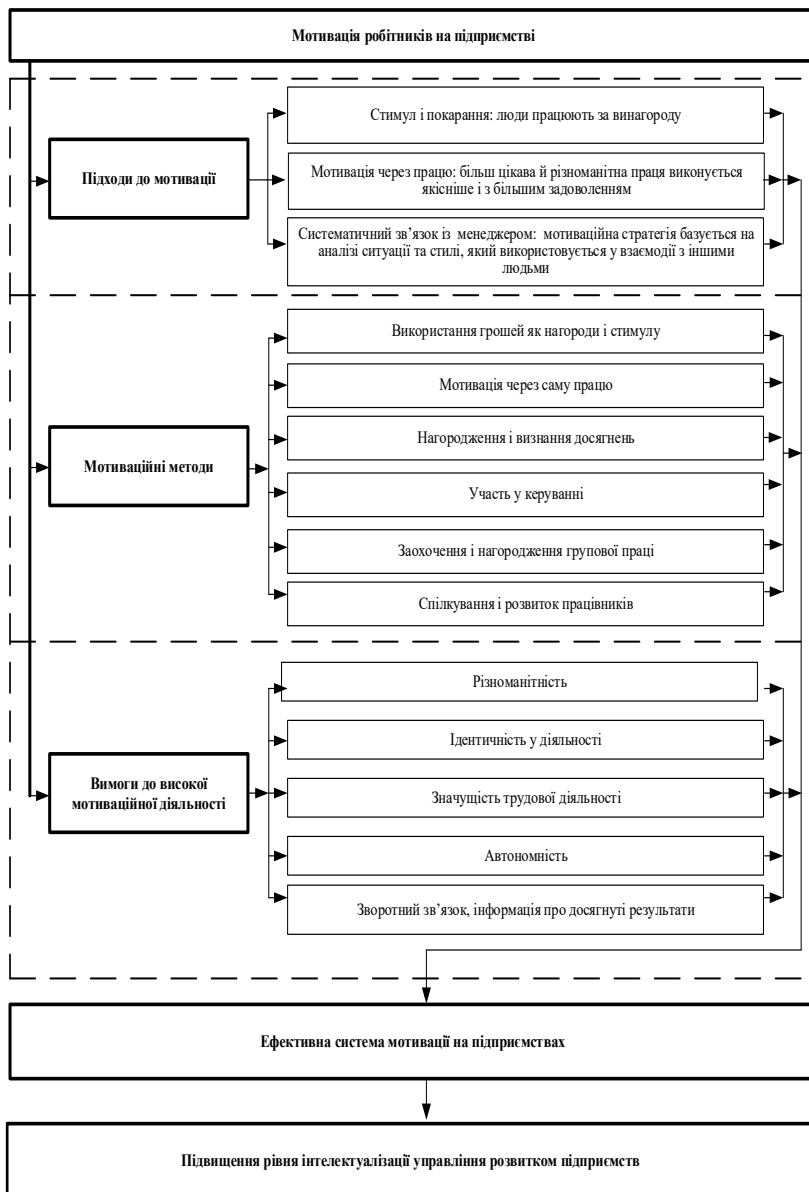 Мотивація робітників на підприємстві
Підходи до мотивації
Стимул і покарання: люди працюють за винагороду
Мотивація через працю: більш цікава й різноманітна праця виконується
якісніше і з більшим задоволенням
Систематичний зв’язок із менеджером: мотиваційна стратегія базується на
аналізі ситуації та стилі, який використовується у взаємодії з іншими
людьми
Мотиваційні методи
Використання грошей як нагороди і стимулу
Мотивація через саму працю
Нагородження і визнання досягнень
Участь у керуванні
Заохочення і нагородження групової праці
Спілкування і розвиток працівників
Вимоги до високої
мотиваційної діяльності
Різноманітність
Ідентичність у діяльності
Значущість трудової діяльності
Автономність
Зворотний зв’язок, інформація про досягнуті результати
Ефективна система мотивації на підприємствах
Підвищення рівня інтелектуалізації управління розвитком підприємств